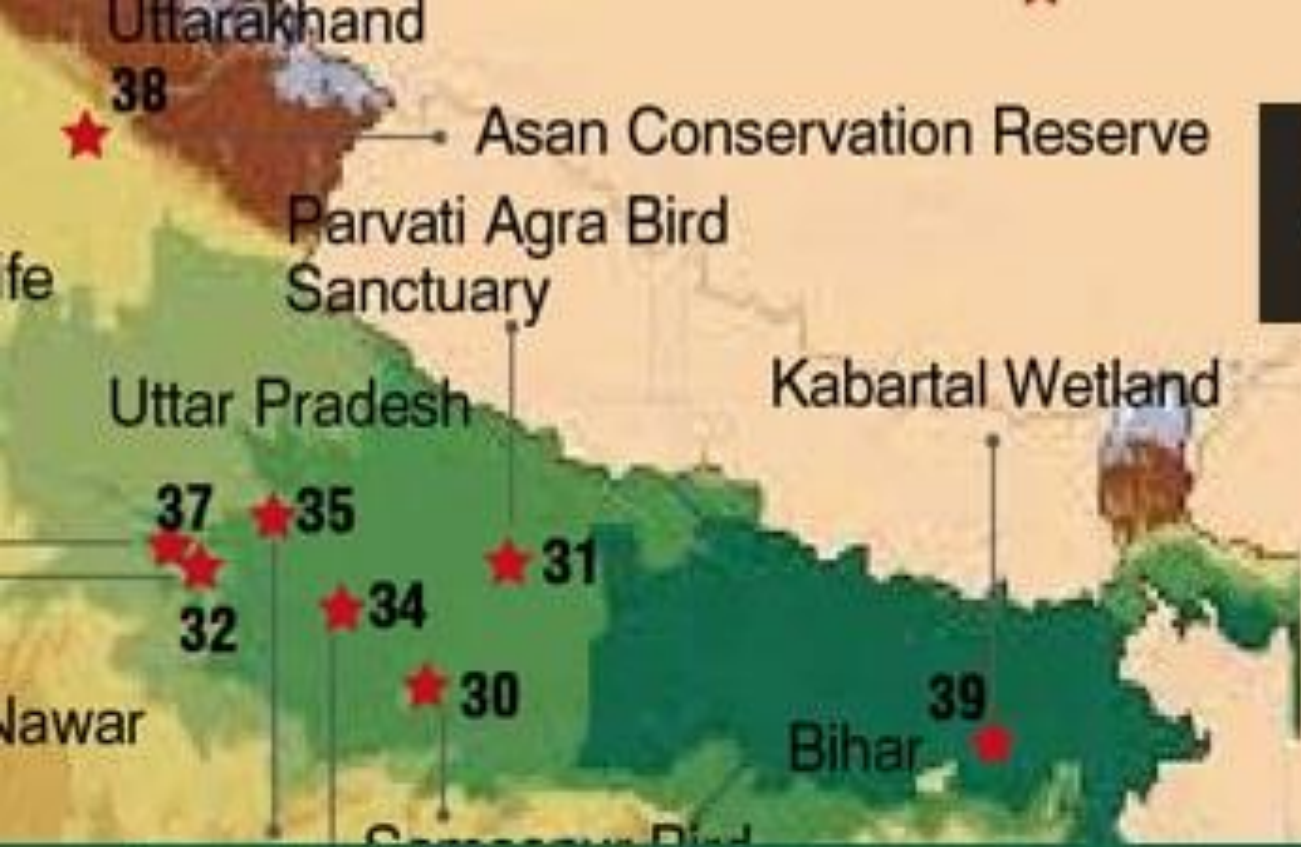 Uttarakhand
38
Asan Conservation Reserve
Parvati Agra Bird
Sanctuary
ife
Kabartal Wetland
Uttar Pradesh
37
35
31
32
34
30
39
Nawar
Bihar
Bird